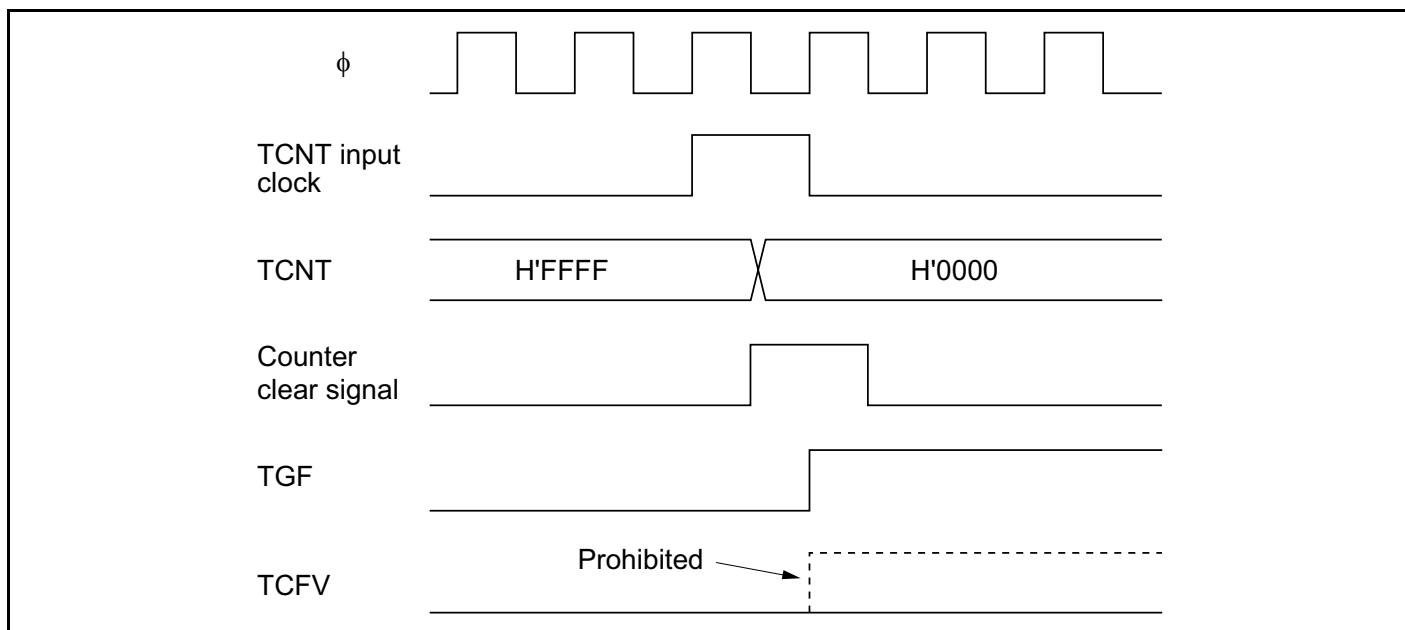 ϕ
TCNT input
clock
TCNT
H'FFFF
H'0000
Counter
clear signal
TGF
Prohibited
TCFV